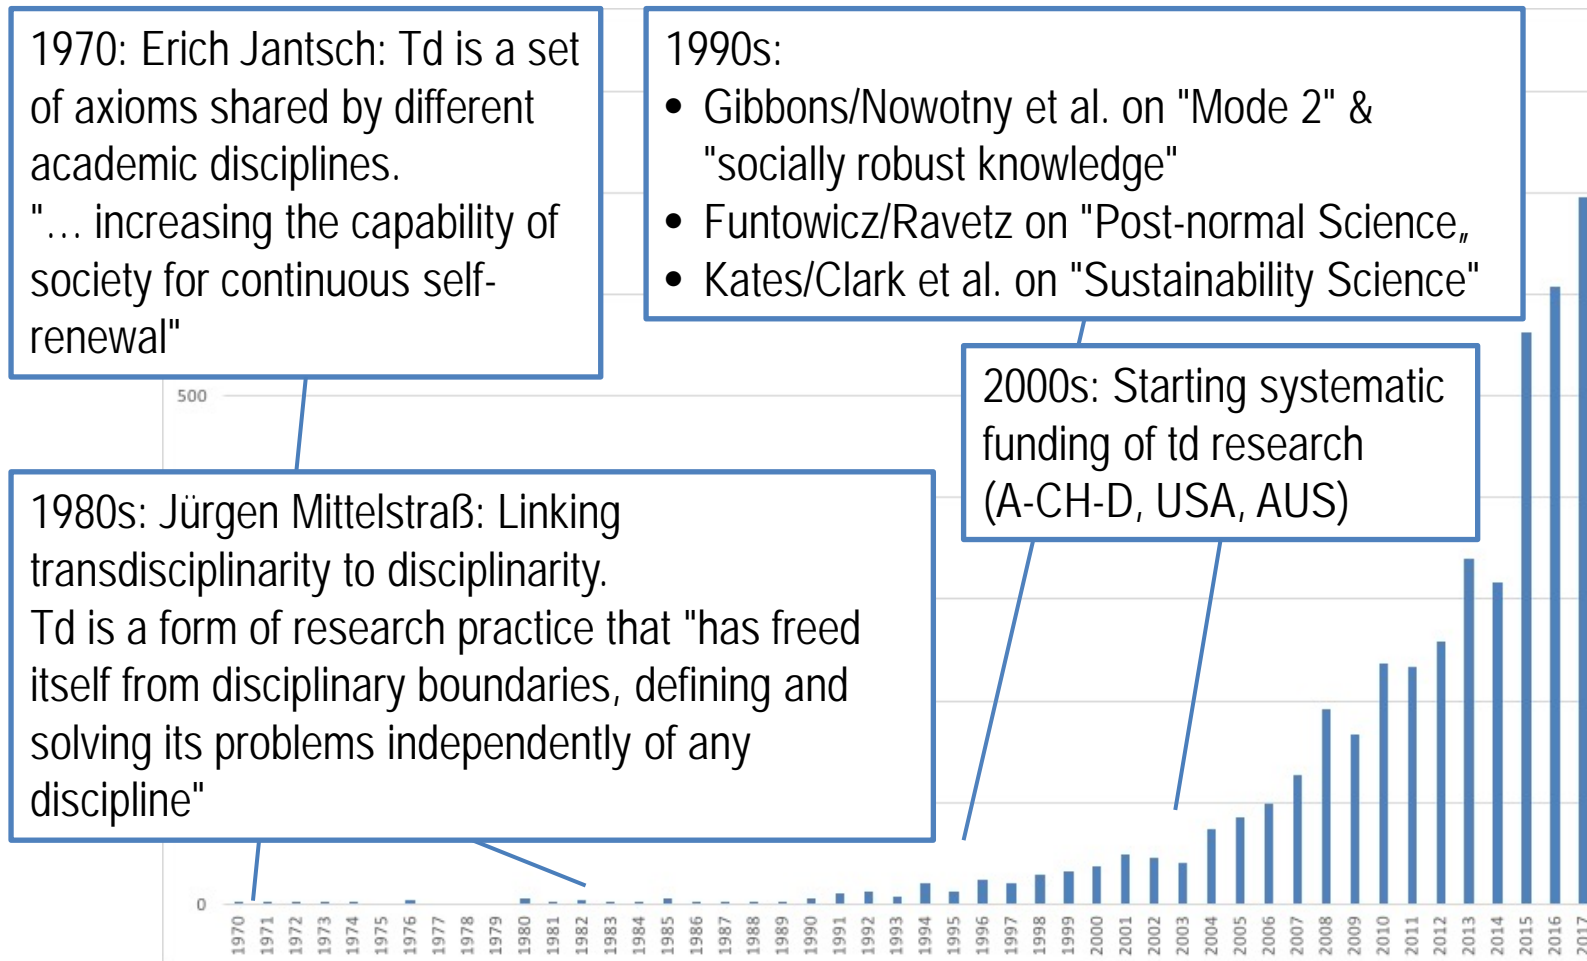 1970: Erich Jantsch: Td is a set
of axioms shared by different
academic disciplines.
"… increasing the capability of
society for continuous self-
renewal"
1990s:
• Gibbons/Nowotny et al. on "Mode 2" &
"socially robust knowledge"
• Funtowicz/Ravetz on "Post-normal Science„
• Kates/Clark et al. on "Sustainability Science"
2000s: Starting systematic
funding of td research
(A-CH-D, USA, AUS)
1980s: Jürgen Mittelstraß: Linking
transdisciplinarity to disciplinarity.
Td is a form of research practice that "has freed
itself from disciplinary boundaries, defining and
solving its problems independently of any
discipline"
500
0
1970
1971
1972
1973
1974
1975
1976
1977
1978
1979
1980
1981
1982
1983
1984
1985
1986
1987
1988
1989
1990
1991
1992
1993
1994
1995
1996
1997
1998
1999
2000
2001
2002
2003
2004
2005
2006
2007
2008
2009
2010
2011
2012
2013
2014
2015
2016
2017